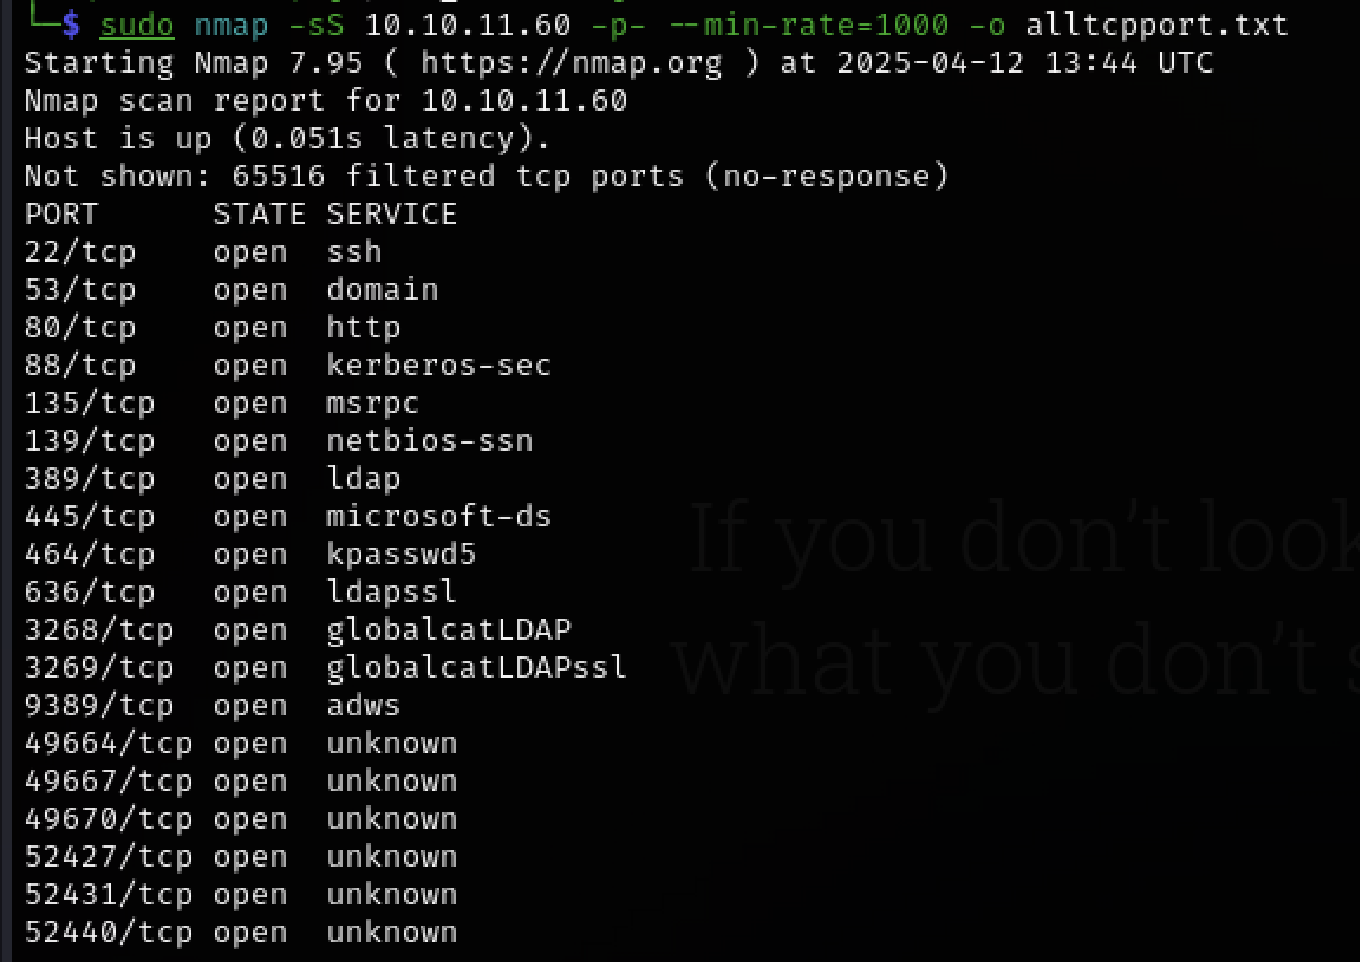 └─$ sudo nmap -sS 10.10.11.60 -p- --min-rate=1000 -o alltcpport.txt
Starting Nmap 7.95 ( https://nmap.org ) at 2025-04-12 13:44 UTC
Nmap scan report for 10.10.11.60
Host is up (0.051s latency).
Not shown: 65516 filtered tcp ports (no-response)
PORT      STATE SERVICE
22/tcp    open  ssh
53/tcp    open  domain
80/tcp    open  http
88/tcp    open  kerberos-sec
135/tcp   open  msrpc
139/tcp   open  netbios-ssn
389/tcp   open  ldap
445/tcp   open  microsoft-ds
464/tcp   open  kpasswd5
636/tcp   open  ldapssl
3268/tcp  open  globalcatLDAP
3269/tcp  open  globalcatLDAPssl
9389/tcp  open  adws
49664/tcp open  unknown
49667/tcp open  unknown
49670/tcp open  unknown
52427/tcp open  unknown
52431/tcp open  unknown
52440/tcp open  unknown
If you don't look
what you don't s